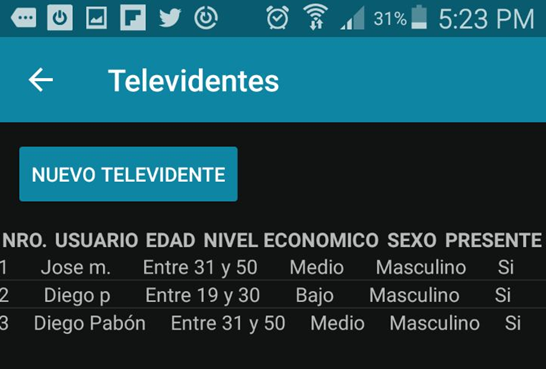 31% 5:23 PM
Televidentes
NUEVO TELEVIDENTE
NRO. USUARIO EDAD NIVEL ECONOMICO SEXO PRESENTE
1 Jose m. Entre 31 y 50 Medio Masculino Si
2 Diego p Entre 19 y 30 Bajo Masculino Si
3 Diego Pabón Entre 31 y 50 Medio Masculino Si